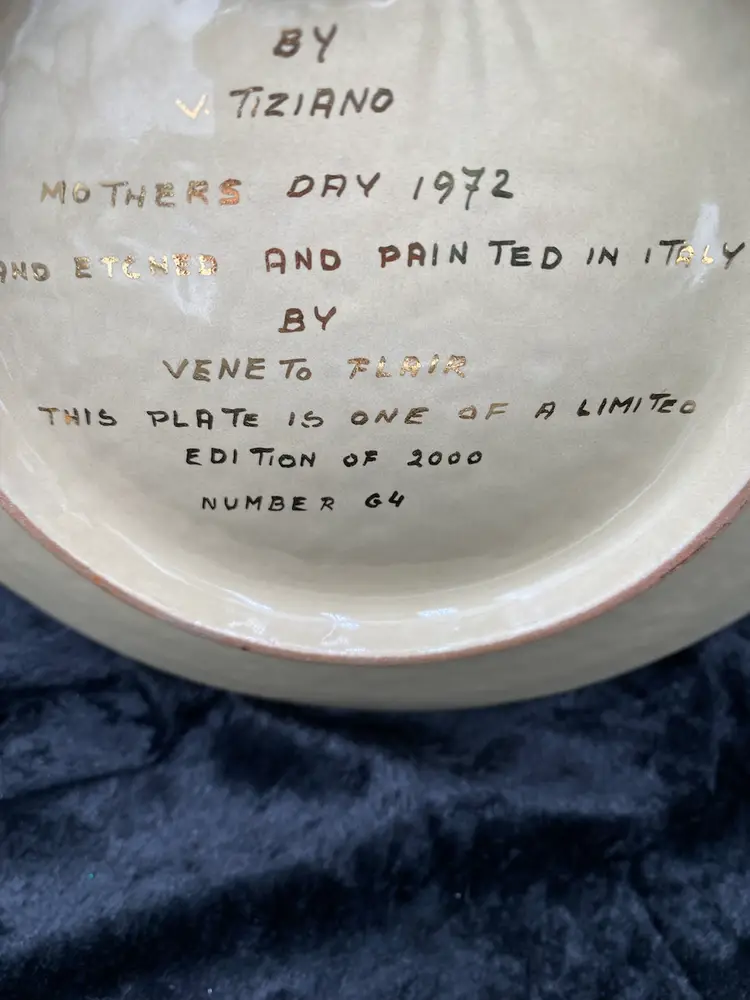 BY
V. TIZIANO
MOTHERS DAY 1972
AND ETCHED AND PAINTED IN ITALY
BY
VENETO FLAIR
THIS PLATE IS ONE OF A LIMITED
EDITION OF 2000
NUMBER 64